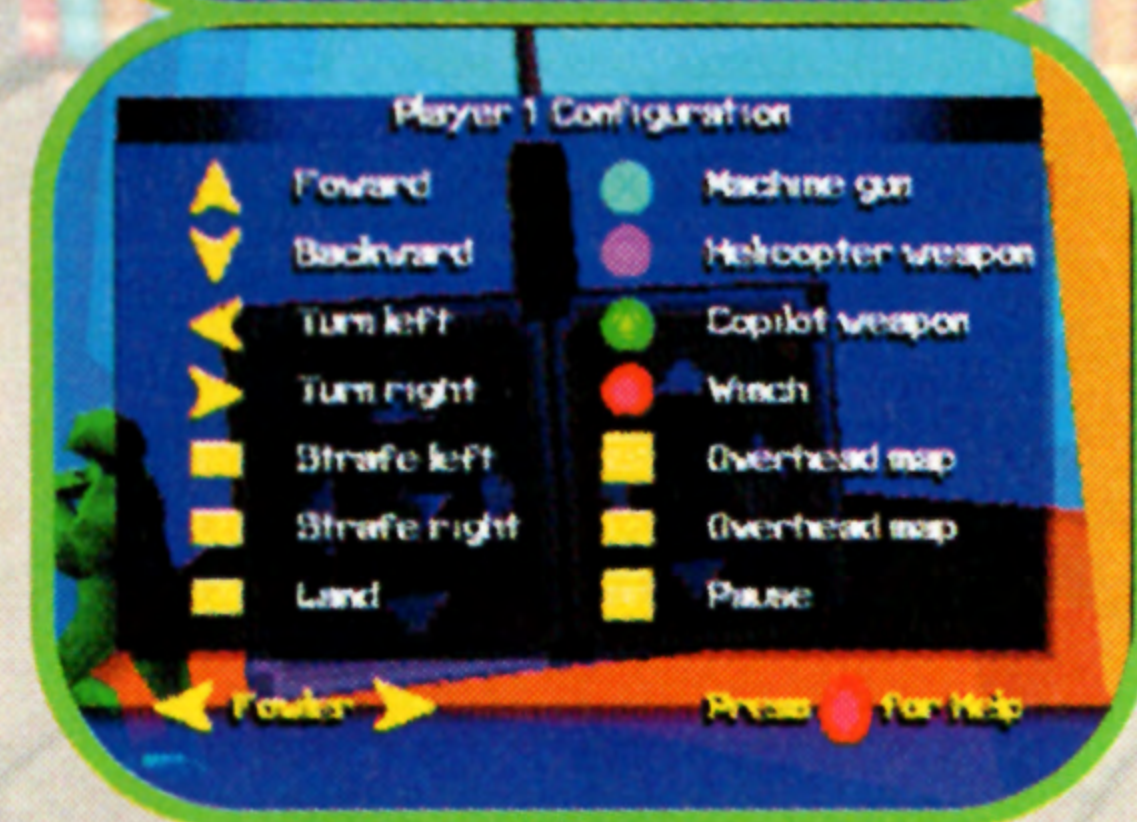 Player 1 Configuration
Foward
Machine gun
Backward
Helicopter weapon
Turn left
Copilot weapon
Turn right
Winch
Strafe left
Overhead map
Strafe right
Overhead map
Land
Pause
Fowler
Press for Help